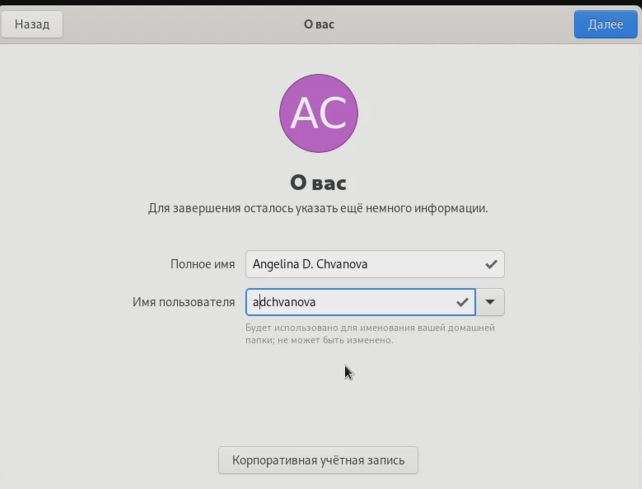 Назад
О вас
Далее
AC
О вас
Для завершения осталось указать ещё немного информации.
Полное имя
Angelina D. Chvanova
Имя пользователя
adchvanova
Будет использовано для именования вашей домашней
папки; не может быть изменено.
Корпоративная учётная запись